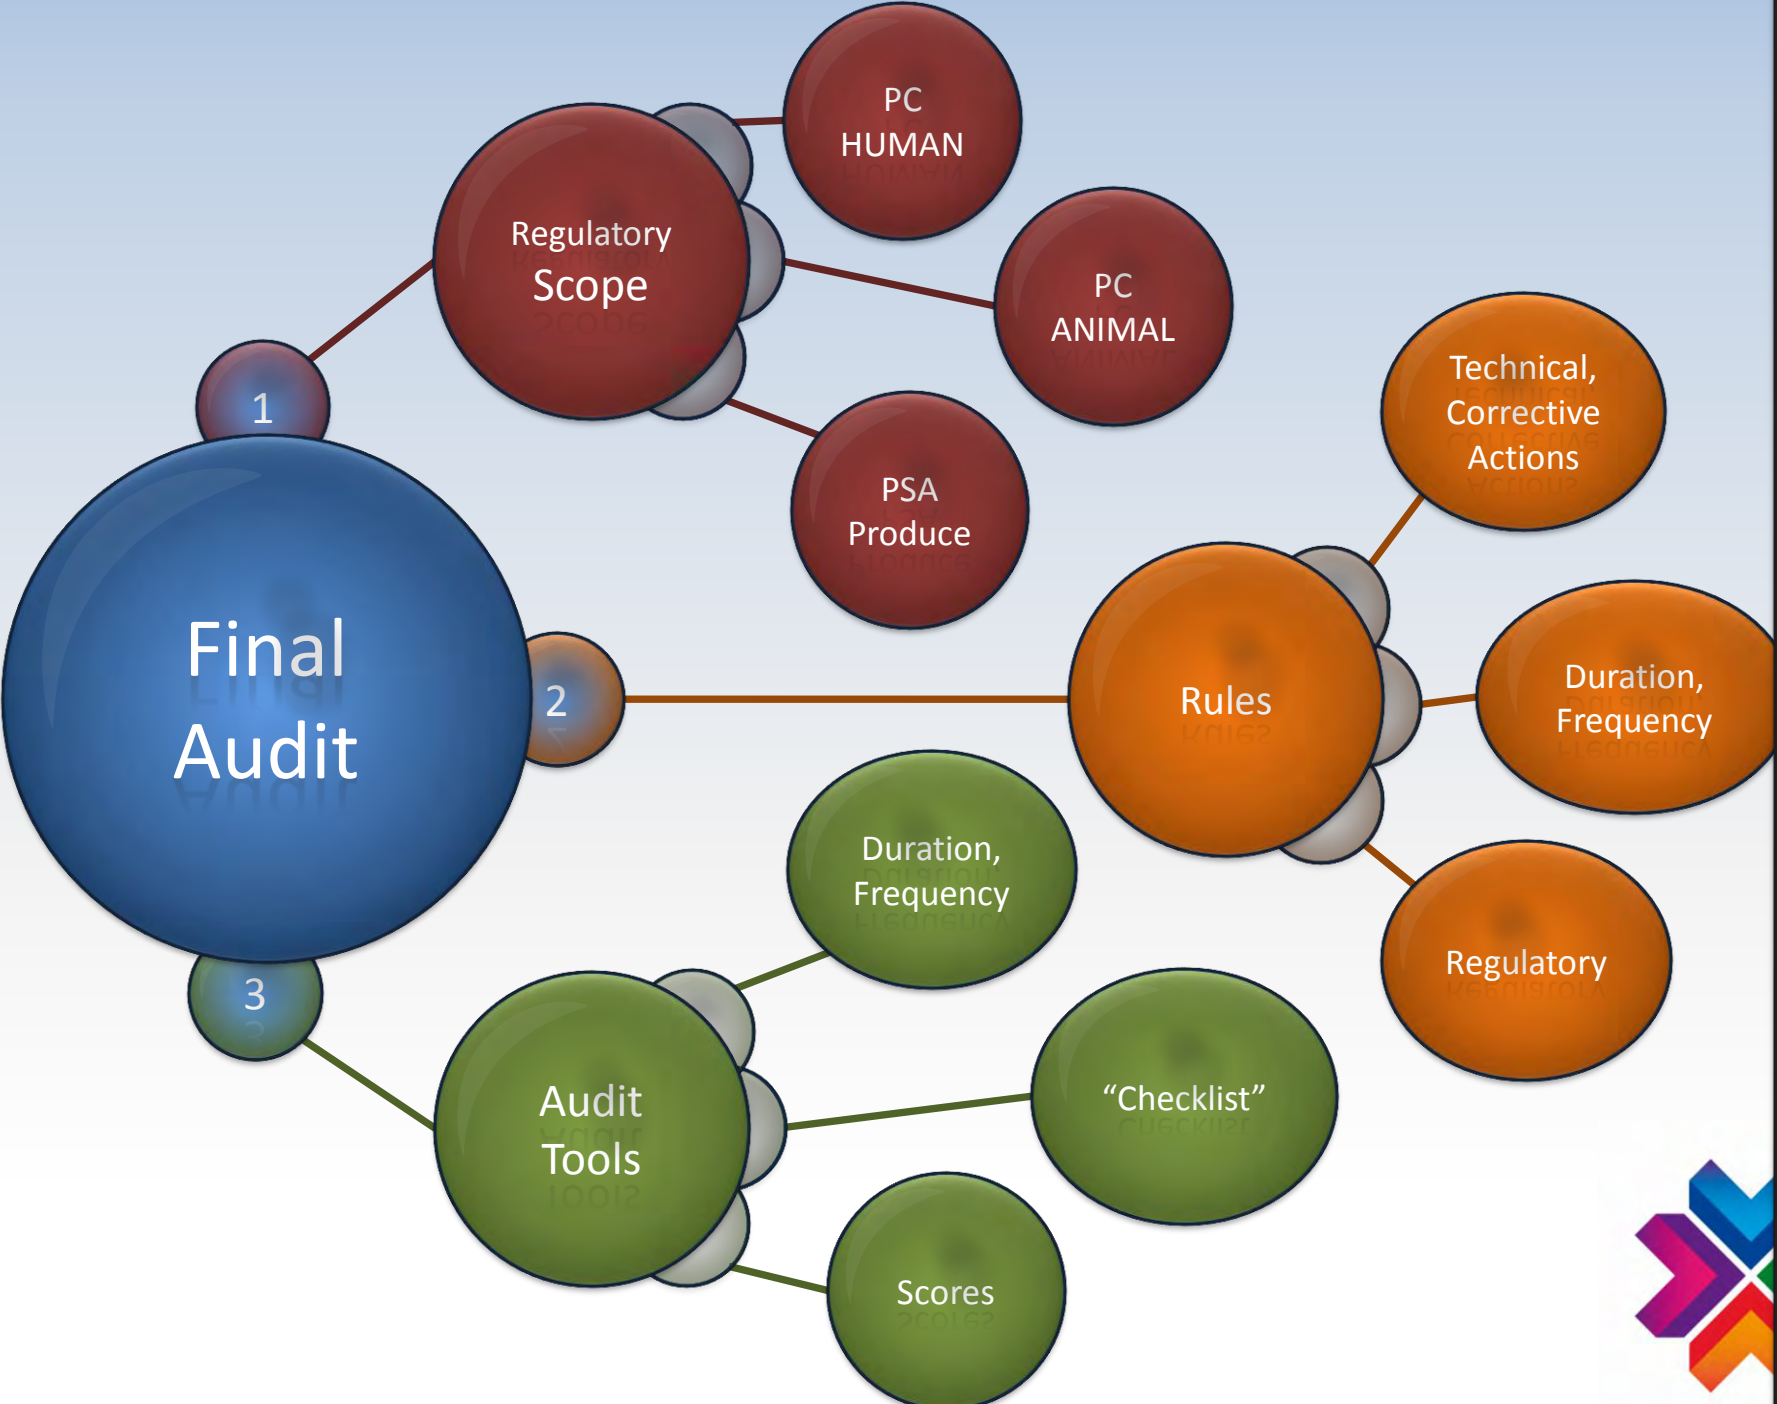 Final
Audit
1
Regulatory
Scope
PC
HUMAN
PC
ANIMAL
PSA
Produce
2
Rules
Technical,
Corrective
Actions
Duration,
Frequency
Regulatory
3
Audit
Tools
Duration,
Frequency
“Checklist”
Scores